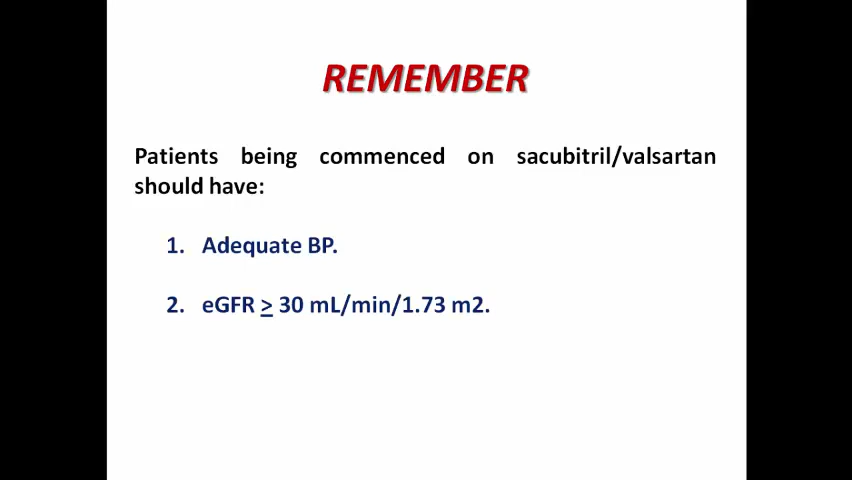 REMEMBER
Patients being commenced on sacubitril/valsartan
should have:
1. Adequate BP.
2. eGFR ≥ 30 mL/min/1.73 m2.